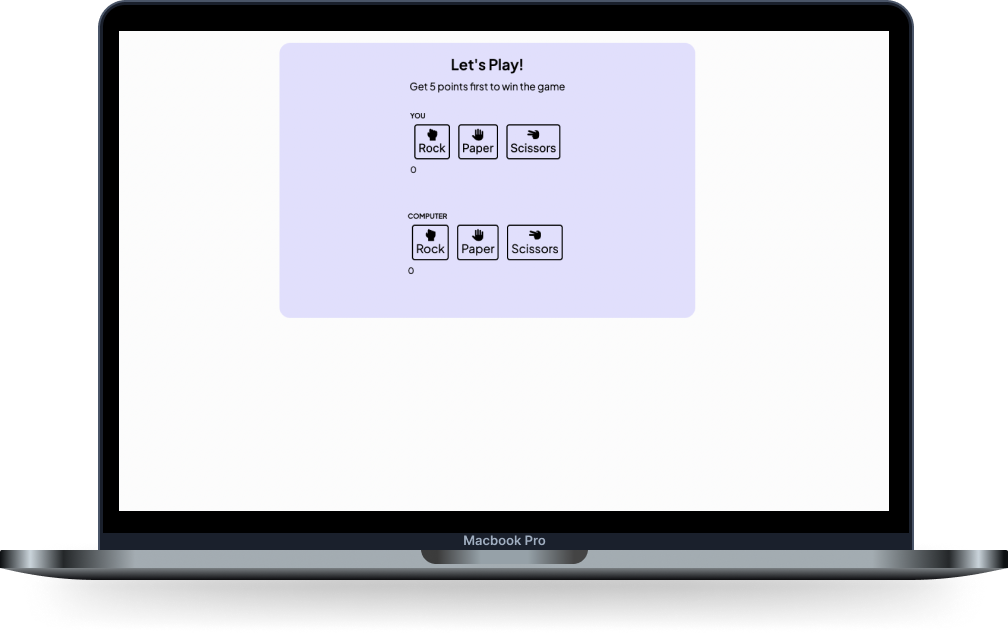 Let's Play!
Get 5 points first to win the game
YOU
Rock Paper Scissors
0
COMPUTER
Rock Paper Scissors
0
Macbook Pro